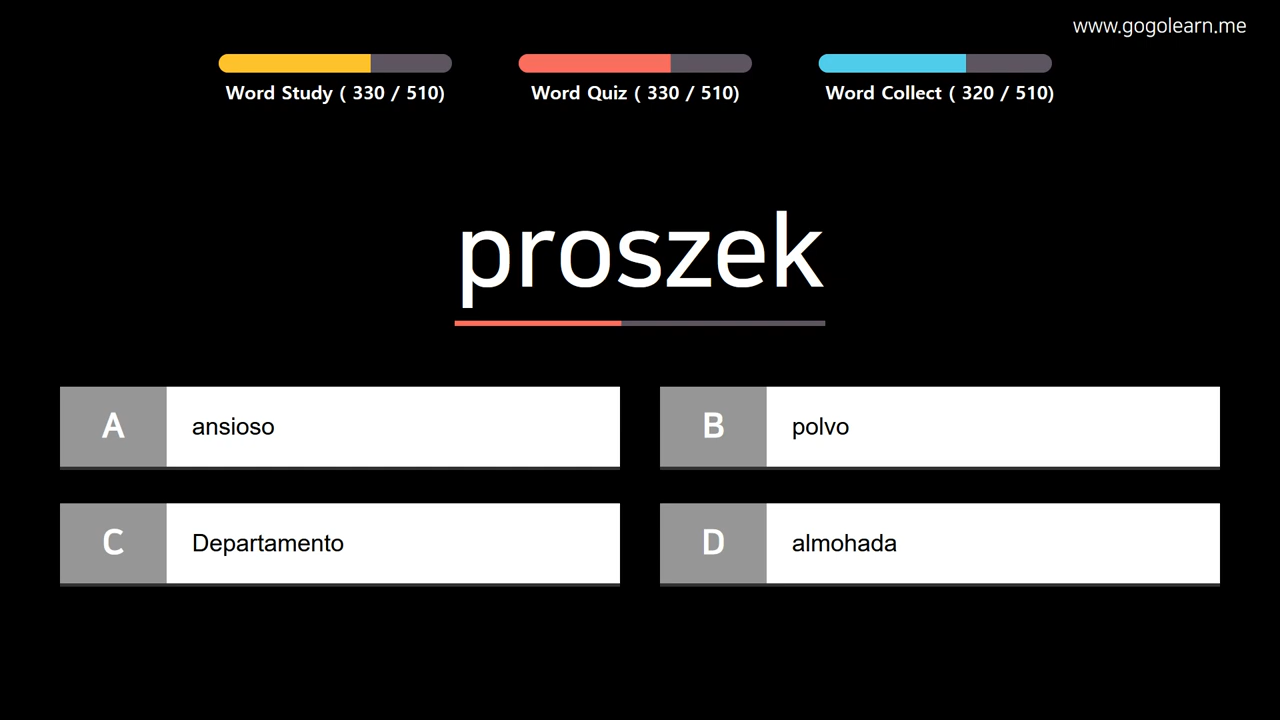 www.gogolearn.me
Word Study ( 330 / 510)
Word Quiz ( 330 / 510)
Word Collect ( 320 / 510)
proszek
A ansioso
B polvo
C Departamento
D almohada